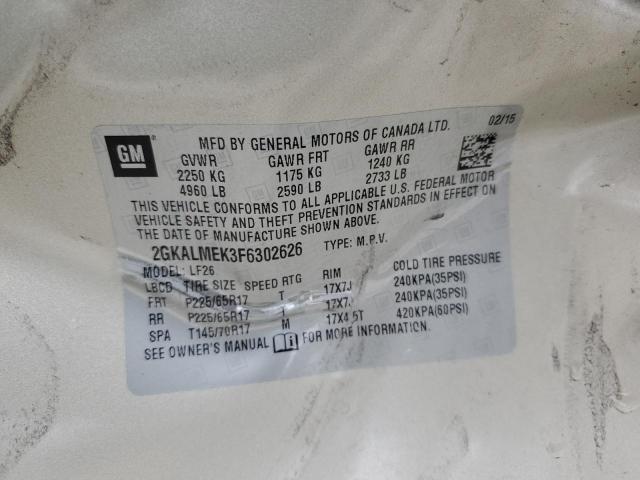 GM
MFD BY GENERAL MOTORS OF CANADA LTD. 02/15
GVWR GAWR FRT GAWR RR
2250 KG 1175 KG 1240 KG
4960 LB 2590 LB 2733 LB
THIS VEHICLE CONFORMS TO ALL APPLICABLE U.S. FEDERAL MOTOR
VEHICLE SAFETY AND THEFT PREVENTION STANDARDS IN EFFECT ON
THE DATE OF MANUFACTURE SHOWN ABOVE.
2GKALMEK3F6302626 TYPE: M.P.V.
MODEL: LF26
LBCD TIRE SIZE SPEED RTG RIM COLD TIRE PRESSURE
FRT P225/65R17 T 17X7J 240KPA(35PSI)
RR P225/65R17 17X7 240KPA(35PSI)
SPA T145/70R17 M 17X4.5T 420KPA(60PSI)
SEE OWNER'S MANUAL FOR MORE INFORMATION.